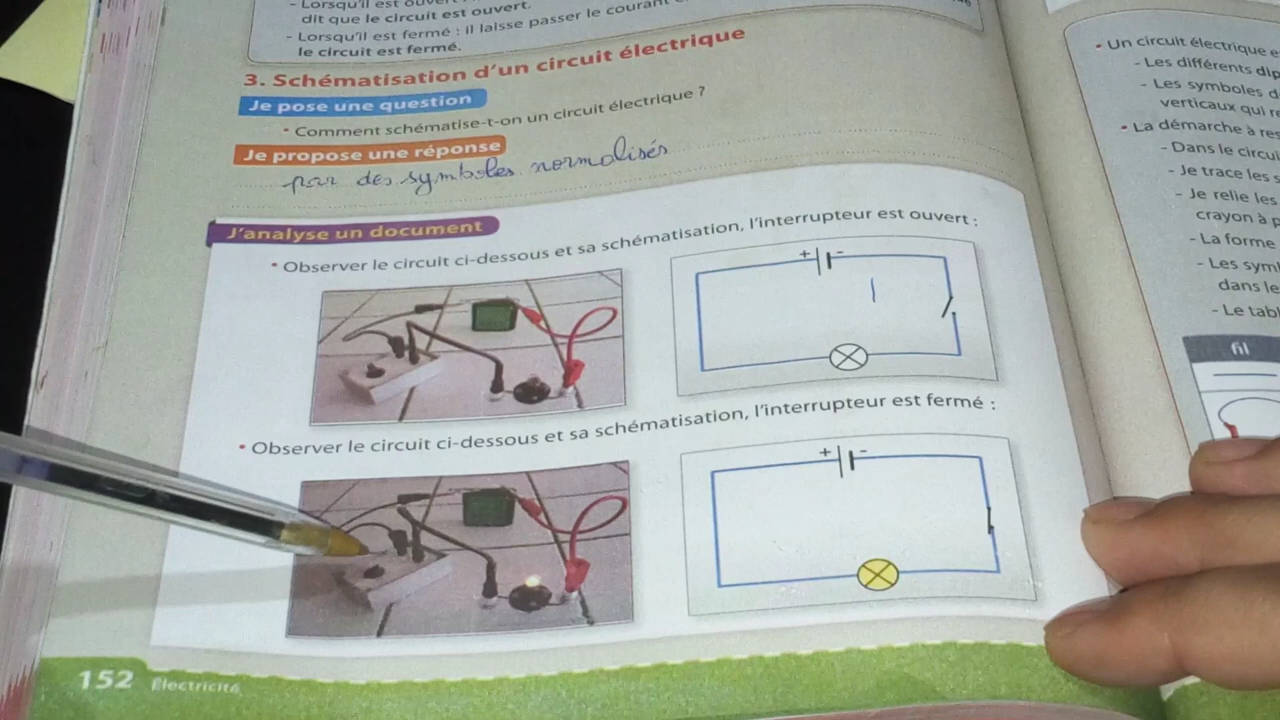 - Lorsqu'il est ouvert
dit que le circuit est ouvert.
- Lorsqu'il est fermé : il laisse passer le courant
le circuit est fermé.
3. Schématisation d'un circuit électrique
Je pose une question
• Comment schématise-t-on un circuit électrique ?
Je propose une réponse
par des symboles normalisés
J'analyse un document
• Observer le circuit ci-dessous et sa schématisation, l'interrupteur est ouvert :
+ -
• Observer le circuit ci-dessous et sa schématisation, l'interrupteur est fermé :
+ -
152 Électricité
• Un circuit électrique
- Les différents
- Les symboles
verticaux qui
• La démarche à
- Dans le
- Je trace les
- Je relie les
crayon à
- La forme
- Les
dans le
- Le
fil